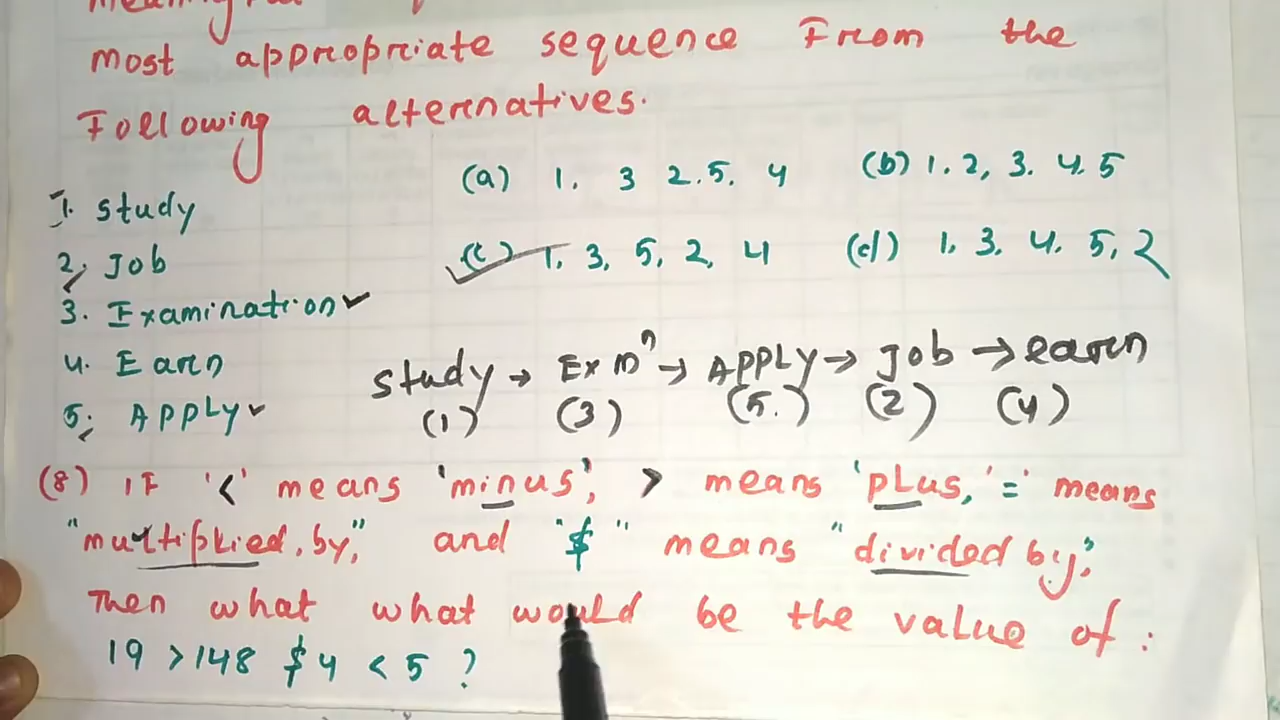 most appropriate sequence From the
Following alternatives.
(a) 1. 3 2.5. 4 (b) 1.2, 3. 4. 5
1. Study
(c) 1, 3, 5, 2, 4 (d) 1, 3. 4. 5, 2
2. Job
3. Examination
4. Earn
Study → Exmⁿ → APPLY → Job → earn
5. APPLY
(1) (3) (5.) (2) (4)
(8) IF '<' means 'minus', > means 'plus,' '=' means
"multiplied, by," and "$" means "divided by,"
Then what what would be the value of :
19 > 148 $ 4 < 5 ?